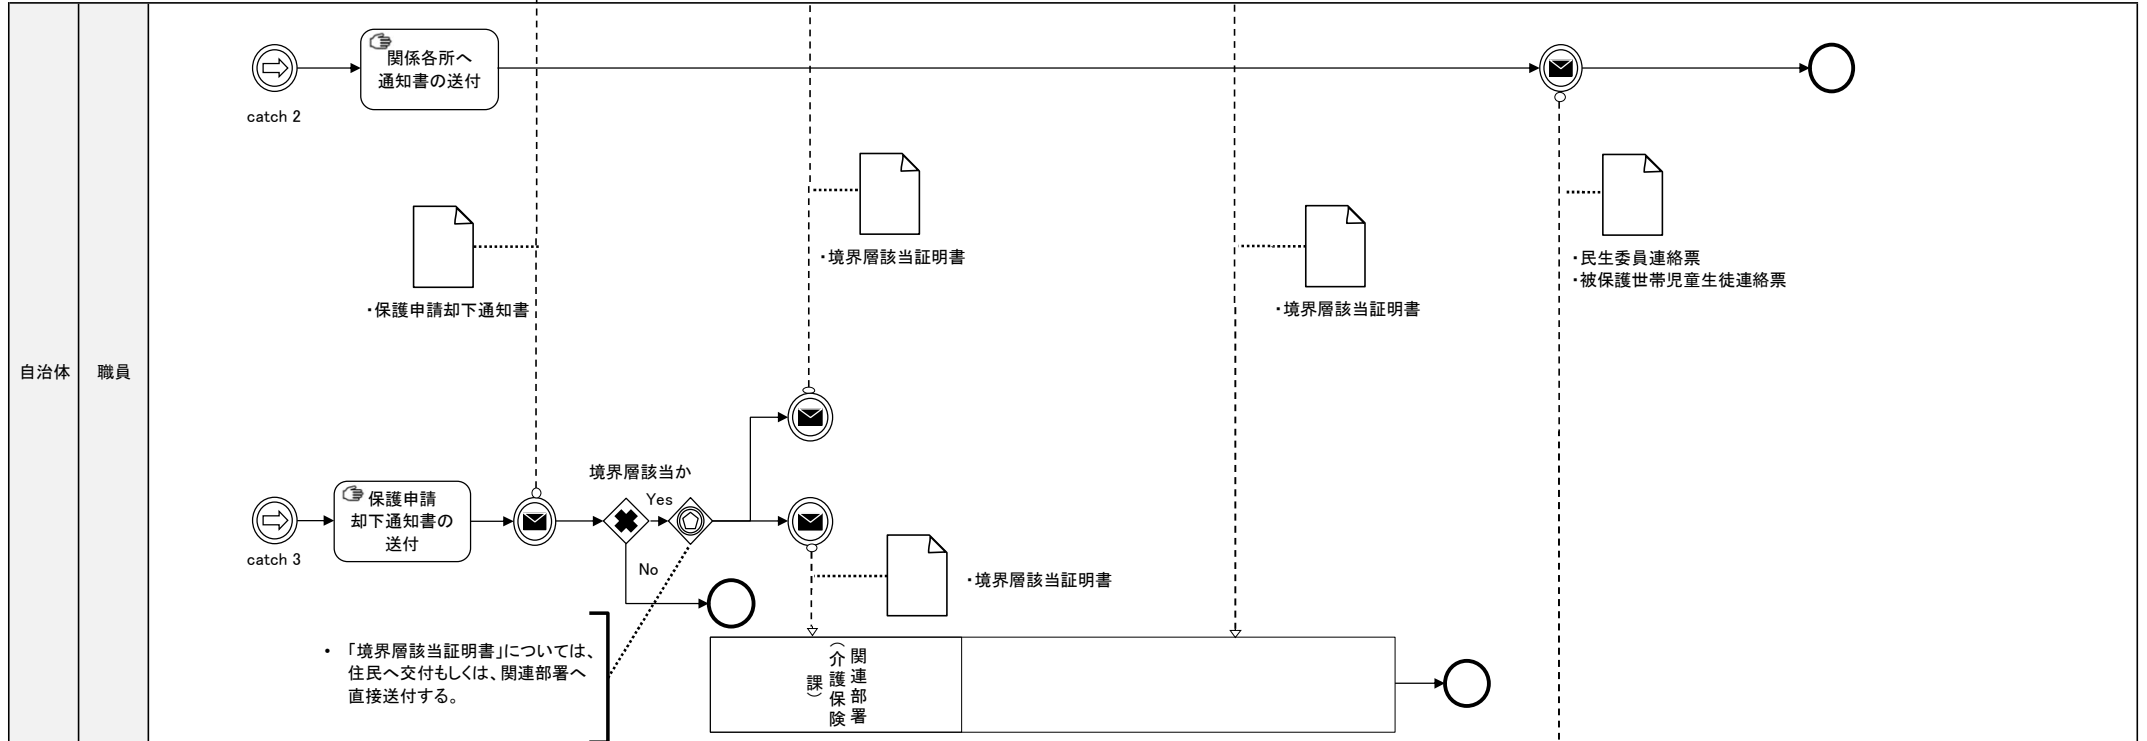 自治体
職員
関係各所へ
通知書の送付
catch 2
・境界層該当証明書
・民生委員連絡票
・被保護世帯児童生徒連絡票
・保護申請却下通知書
・境界層該当証明書
境界層該当か
Yes
保護申請
却下通知書の
送付
catch 3
No
・境界層該当証明書
• 「境界層該当証明書」については、
住民へ交付もしくは、関連部署へ
直接送付する。
関連部署
（介護保険
課）